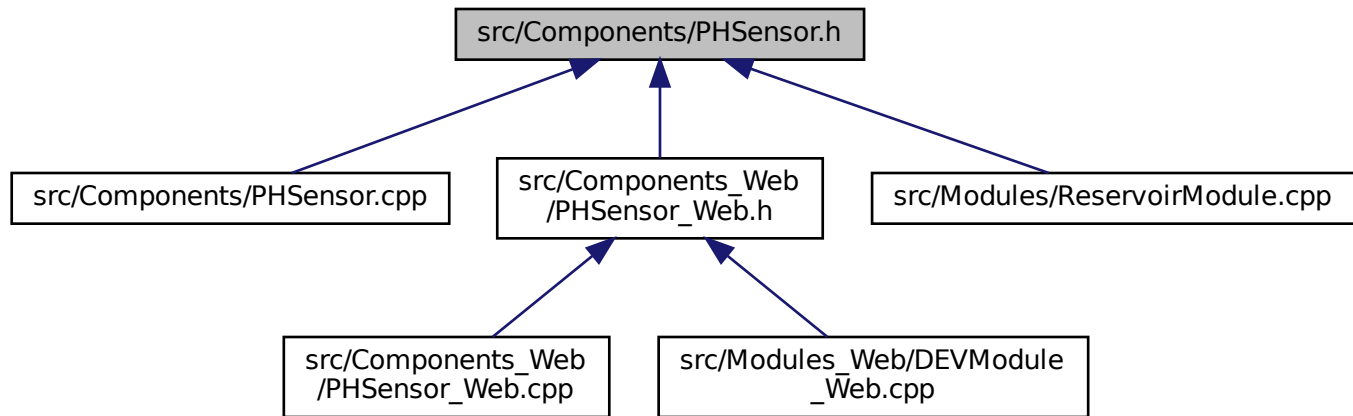 src/Components/PHSensor.h
src/Components/PHSensor.cpp
src/Components_Web
/PHSensor_Web.h
src/Modules/ReservoirModule.cpp
src/Components_Web
/PHSensor_Web.cpp
src/Modules_Web/DEVModule
_Web.cpp